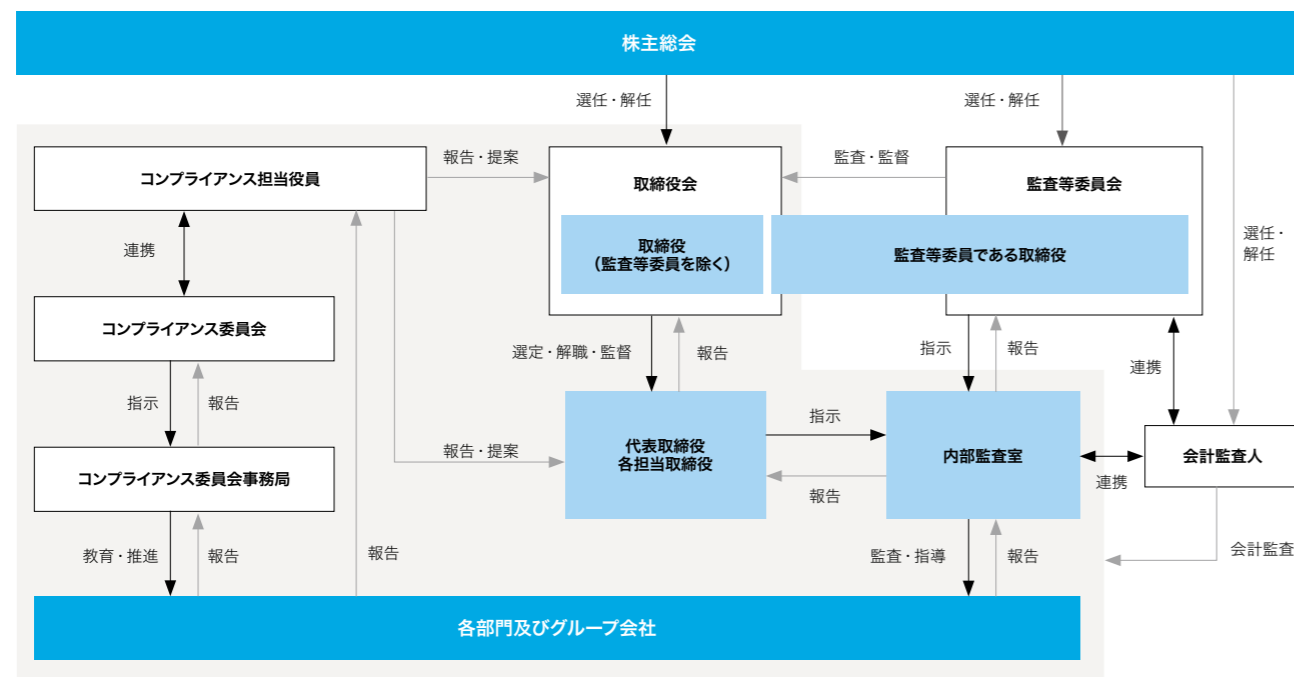 株主総会
選任・解任
選任・解任
選任・
解任
コンプライアンス担当役員
報告・提案
取締役会
監査・監督
監査等委員会
取締役
（監査等委員を除く）
監査等委員である取締役
連携
コンプライアンス委員会
選定・解職・監督
報告
指示
報告
連携
指示
報告
代表取締役
各担当取締役
指示
報告
内部監査室
連携
会計監査人
報告・提案
コンプライアンス委員会事務局
教育・推進
報告
報告
監査・指導
報告
会計監査
各部門及びグループ会社